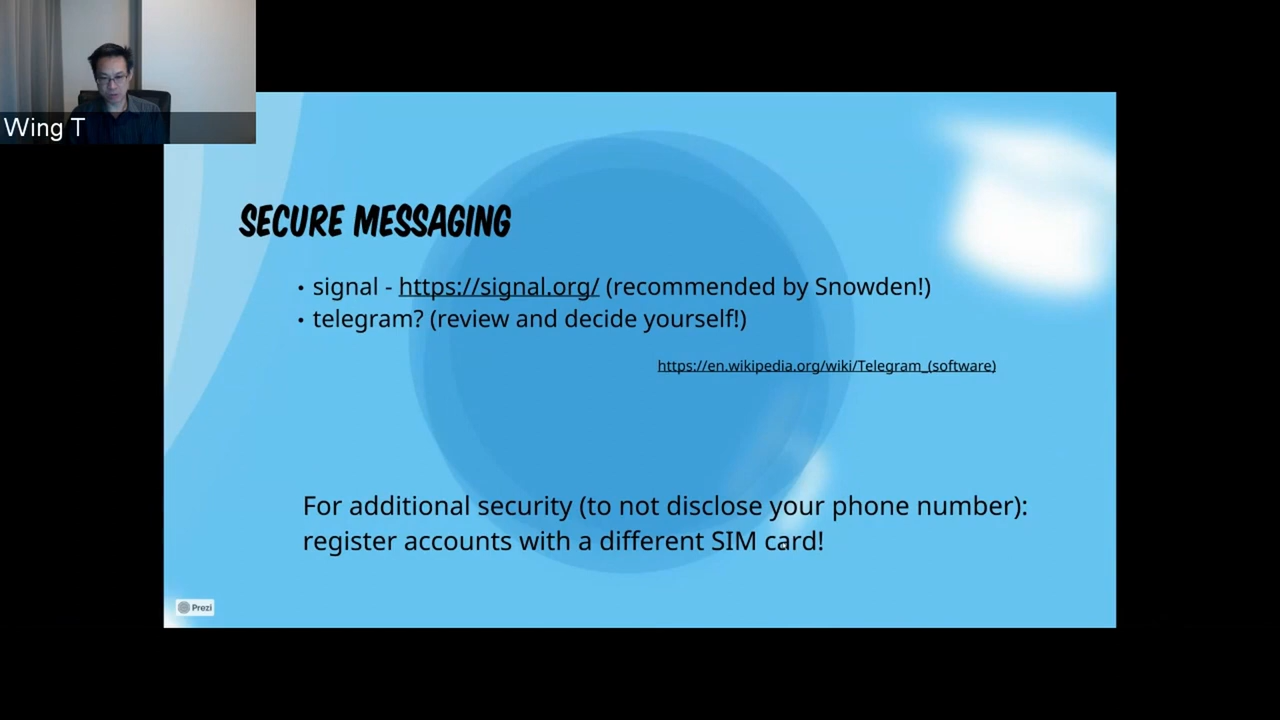 Wing T
SECURE MESSAGING
• signal - https://signal.org/ (recommended by Snowden!)
• telegram? (review and decide yourself!)
https://en.wikipedia.org/wiki/Telegram_(software)
For additional security (to not disclose your phone number):
register accounts with a different SIM card!
Prezi